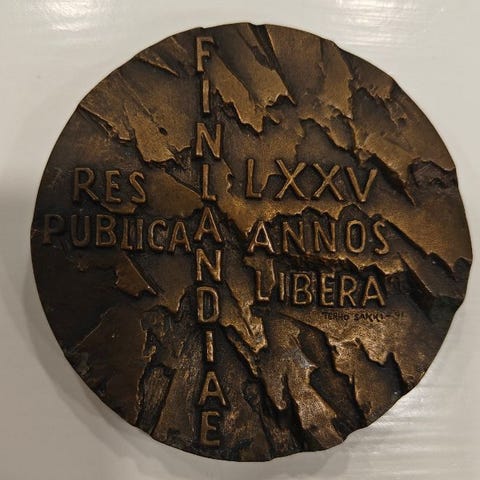 FINLANDIAE
RES
PUBLICA
LXXV
ANNOS
LIBERA
TERHO SAKKI -91